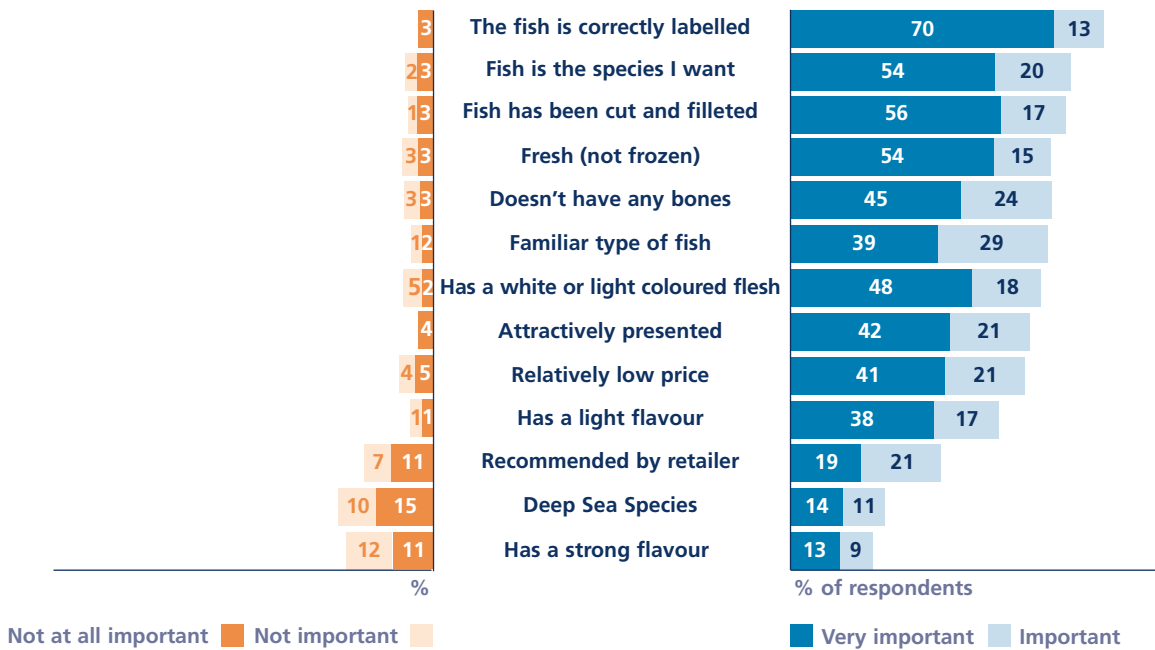 3 The fish is correctly labelled 70 13
2 3 Fish is the species I want 54 20
1 3 Fish has been cut and filleted 56 17
3 3 Fresh (not frozen) 54 15
3 3 Doesn’t have any bones 45 24
1 2 Familiar type of fish 39 29
5 2 Has a white or light coloured flesh 48 18
4 Attractively presented 42 21
4 5 Relatively low price 41 21
1 1 Has a light flavour 38 17
7 11 Recommended by retailer 19 21
10 15 Deep Sea Species 14 11
12 11 Has a strong flavour 13 9
% % of respondents
Not at all important Not important Very important Important